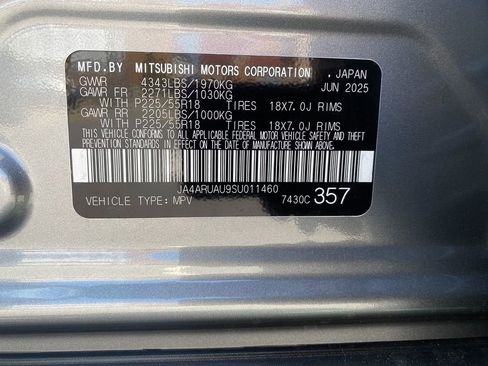 MFD.BY MITSUBISHI MOTORS CORPORATION , JAPAN
GVWR 4343LBS/1970KG JUN 2025
GAWR FR 2271LBS/1030KG
WITH P225/55R18 TIRES 18X7.0J RIMS
GAWR RR 2205LBS/1000KG
WITH P225/55R18 TIRES 18X7.0J RIMS
THIS VEHICLE CONFORMS TO ALL APPLICABLE FEDERAL MOTOR VEHICLE SAFETY AND THEFT
PREVENTION STANDARDS IN EFFECT ON THE DATE OF MANUFACTURE SHOWN ABOVE.
JA4ARUAU9SU011460
VEHICLE TYPE: MPV 7430C 357